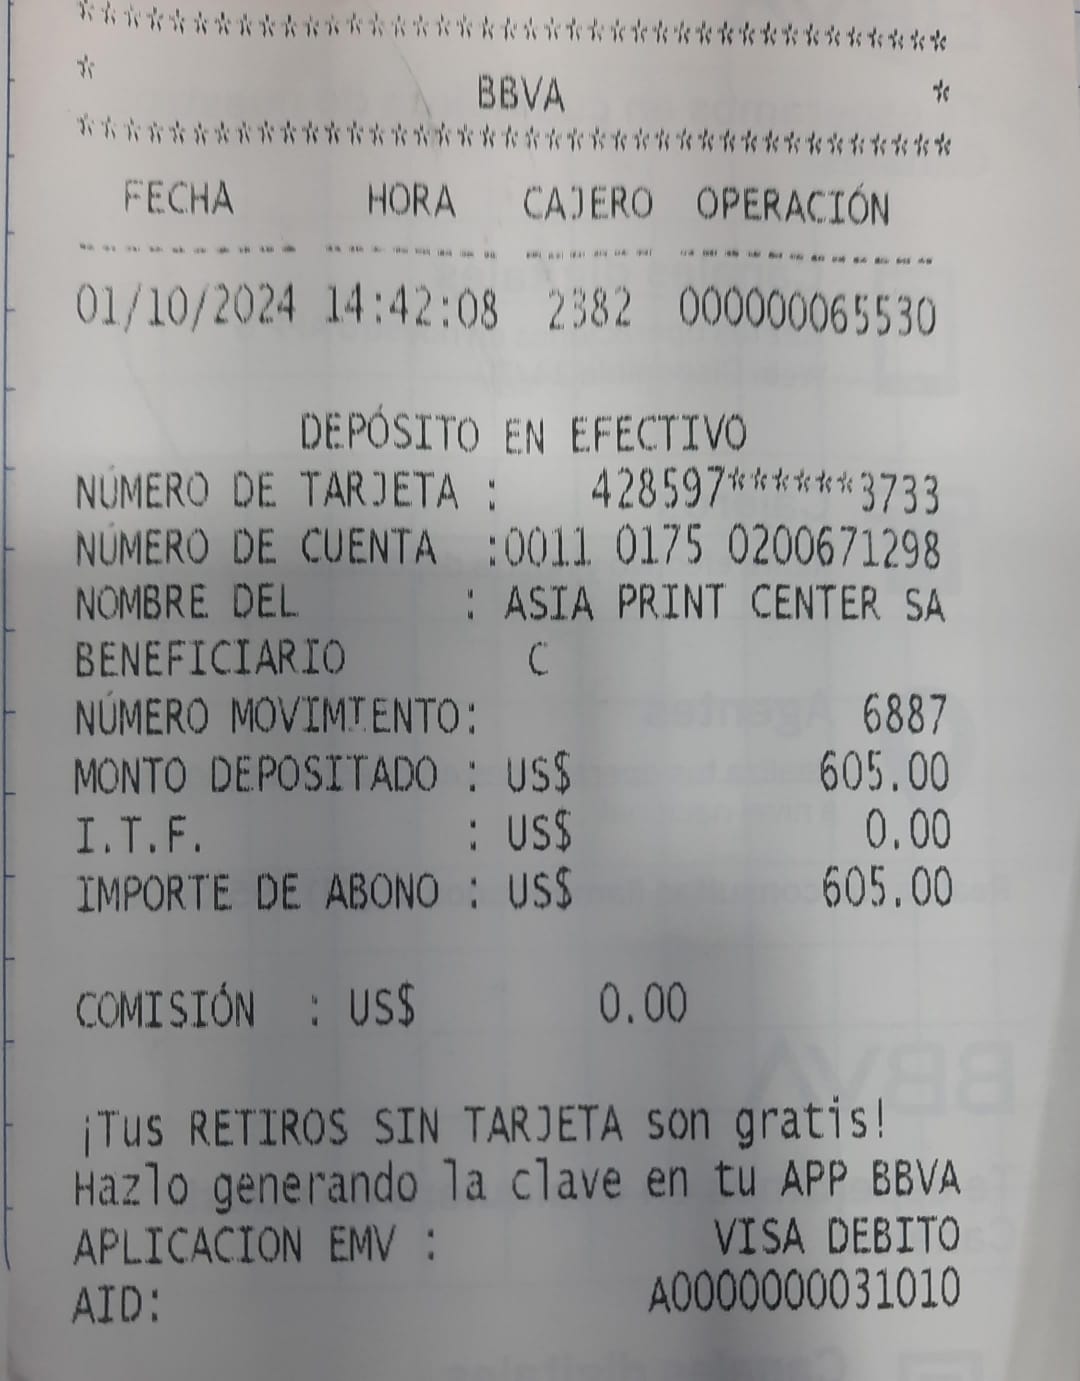 ***************************************
* BBVA *
***************************************
FECHA HORA CAJERO OPERACIÓN
---------- -------- ------ ------------
01/10/2024 14:42:08 2382 000000065530
DEPÓSITO EN EFECTIVO
NÚMERO DE TARJETA : 428597******3733
NÚMERO DE CUENTA :0011 0175 0200671298
NOMBRE DEL : ASIA PRINT CENTER SA
BENEFICIARIO C
NÚMERO MOVIMIENTO: 6887
MONTO DEPOSITADO : US$ 605.00
I.T.F. : US$ 0.00
IMPORTE DE ABONO : US$ 605.00
COMISIÓN : US$ 0.00
¡Tus RETIROS SIN TARJETA son gratis!
Hazlo generando la clave en tu APP BBVA
APLICACION EMV : VISA DEBITO
AID: A0000000031010